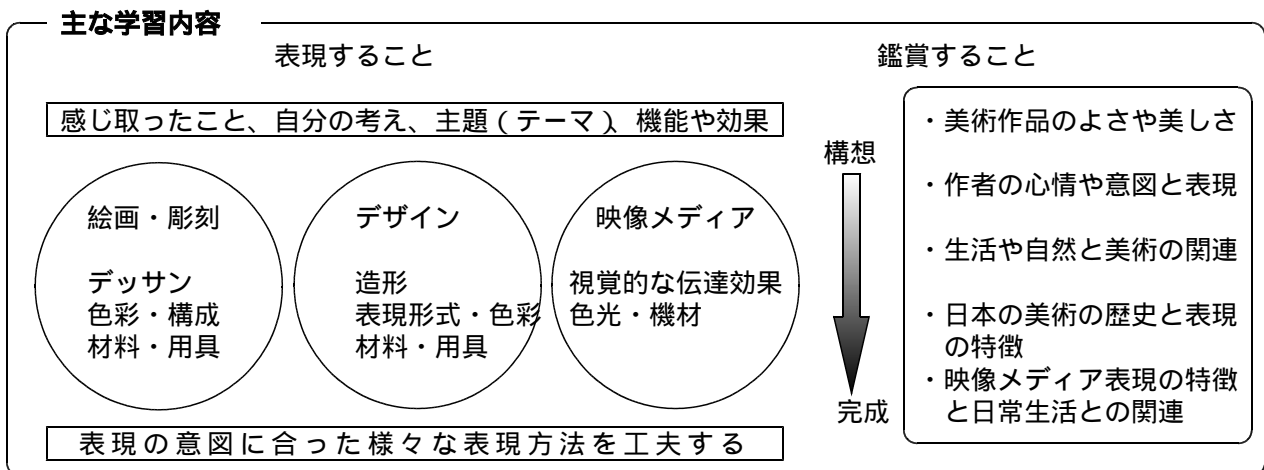 主な学習内容
表現すること
鑑賞すること
感じ取ったこと、自分の考え、主題(テーマ)、機能や効果
絵画・彫刻
デッサン
色彩・構成
材料・用具
デザイン
造形
表現形式・色彩
材料・用具
映像メディア
視覚的な伝達効果
色光・機材
表現の意図に合った様々な表現方法を工夫する
構想
完成
・美術作品のよさや美しさ
・作者の心情や意図と表現
・生活や自然と美術の関連
・日本の美術の歴史と表現
の特徴
・映像メディア表現の特徴
と日常生活との関連